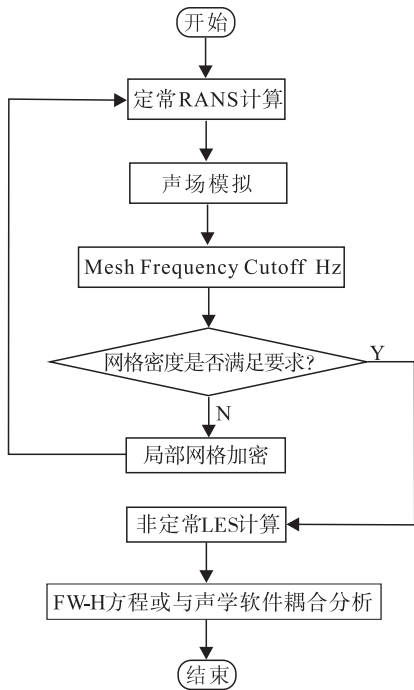 开始
定常RANS计算
声场模拟
Mesh Frequency Cutoff Hz
网格密度是否满足要求?
Y
N
局部网格加密
非定常LES计算
FW-H方程或与声学软件耦合分析
结束